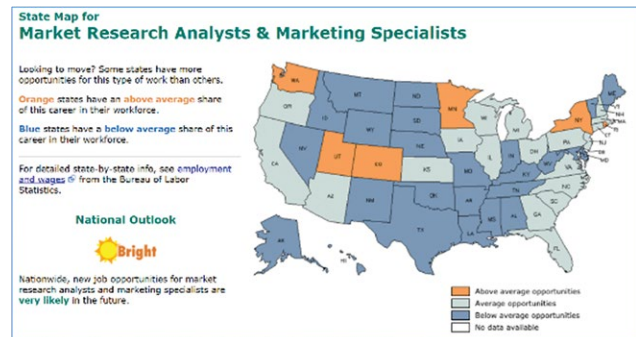 State Map for
Market Research Analysts & Marketing Specialists
Looking to move? Some states have more
opportunities for this type of work than others.
Orange states have an above average share
of this career in their workforce.
Blue states have a below average share of this
career in their workforce.
For detailed state-by-state info, see employment
and wages from the Bureau of Labor
Statistics.
National Outlook
Bright
Nationwide, new job opportunities for market
research analysts and marketing specialists are
very likely in the future.
WA
OR
CA
NV
ID
MT
WY
UT
CO
AZ
NM
ND
SD
NE
KS
OK
TX
MN
IA
MO
AR
LA
WI
IL
MI
IN
OH
KY
TN
MS
AL
GA
FL
SC
NC
VA
WV
PA
NY
ME
VT
NH
MA
RI
CT
NJ
DE
MD
AK
HI
Above average opportunities
Average opportunities
Below average opportunities
No data available